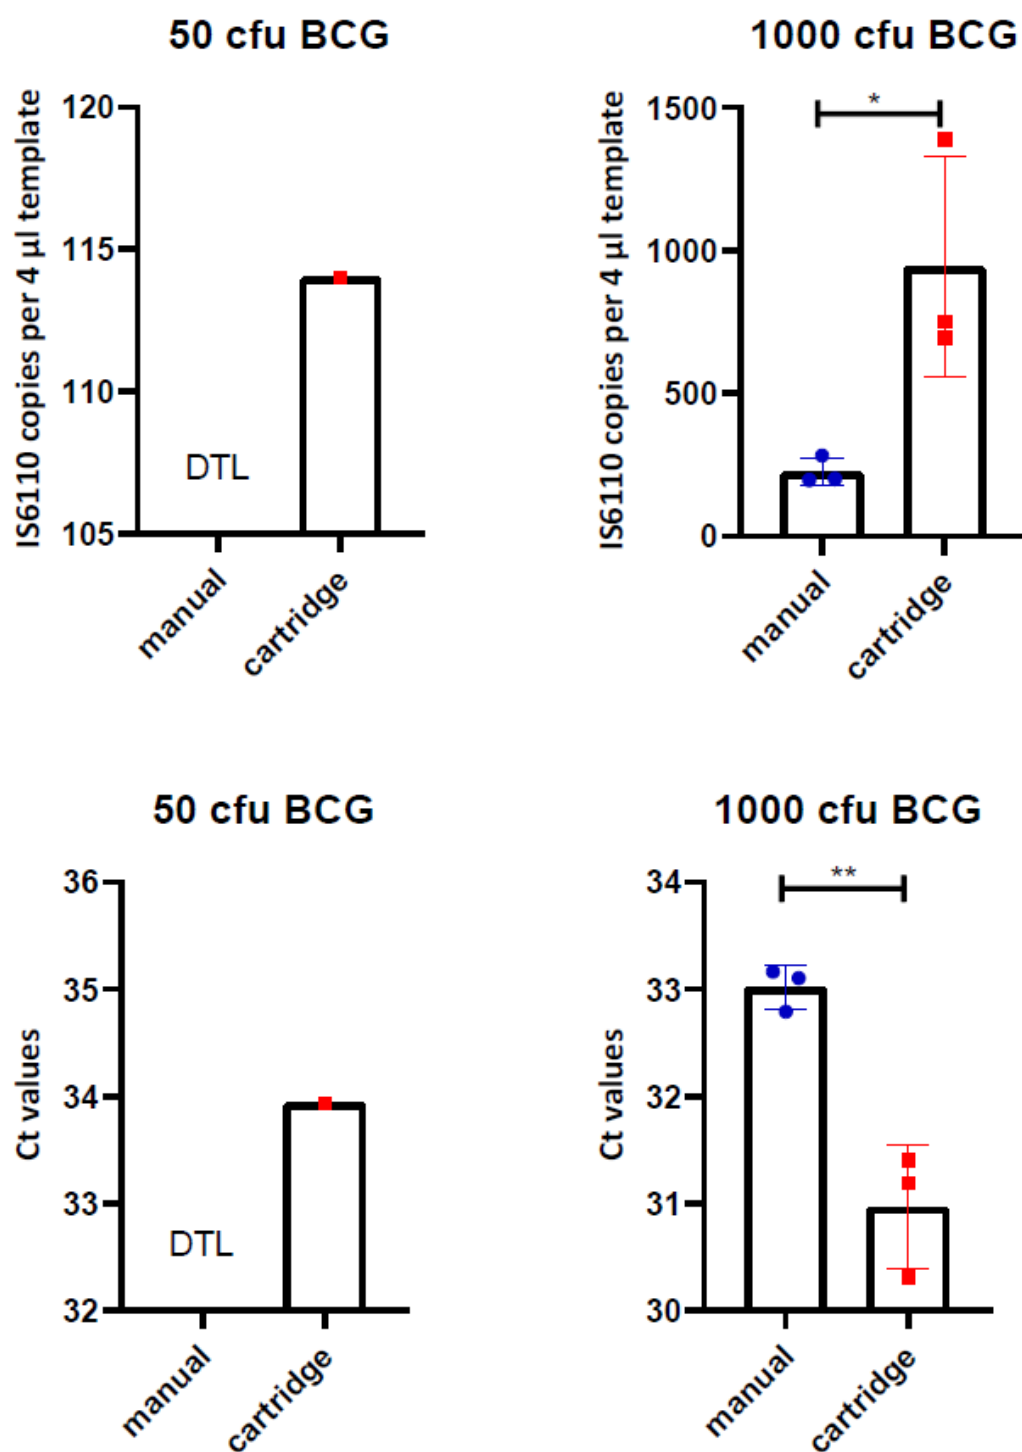 50 cfu BCG
IS6110 copies per 4 µl template
120
115
110
105
DTL
manual
cartridge
1000 cfu BCG
IS6110 copies per 4 µl template
1500
1000
500
0
*
manual
cartridge
50 cfu BCG
Ct values
36
35
34
33
32
DTL
manual
cartridge
1000 cfu BCG
Ct values
34
33
32
31
30
**
manual
cartridge